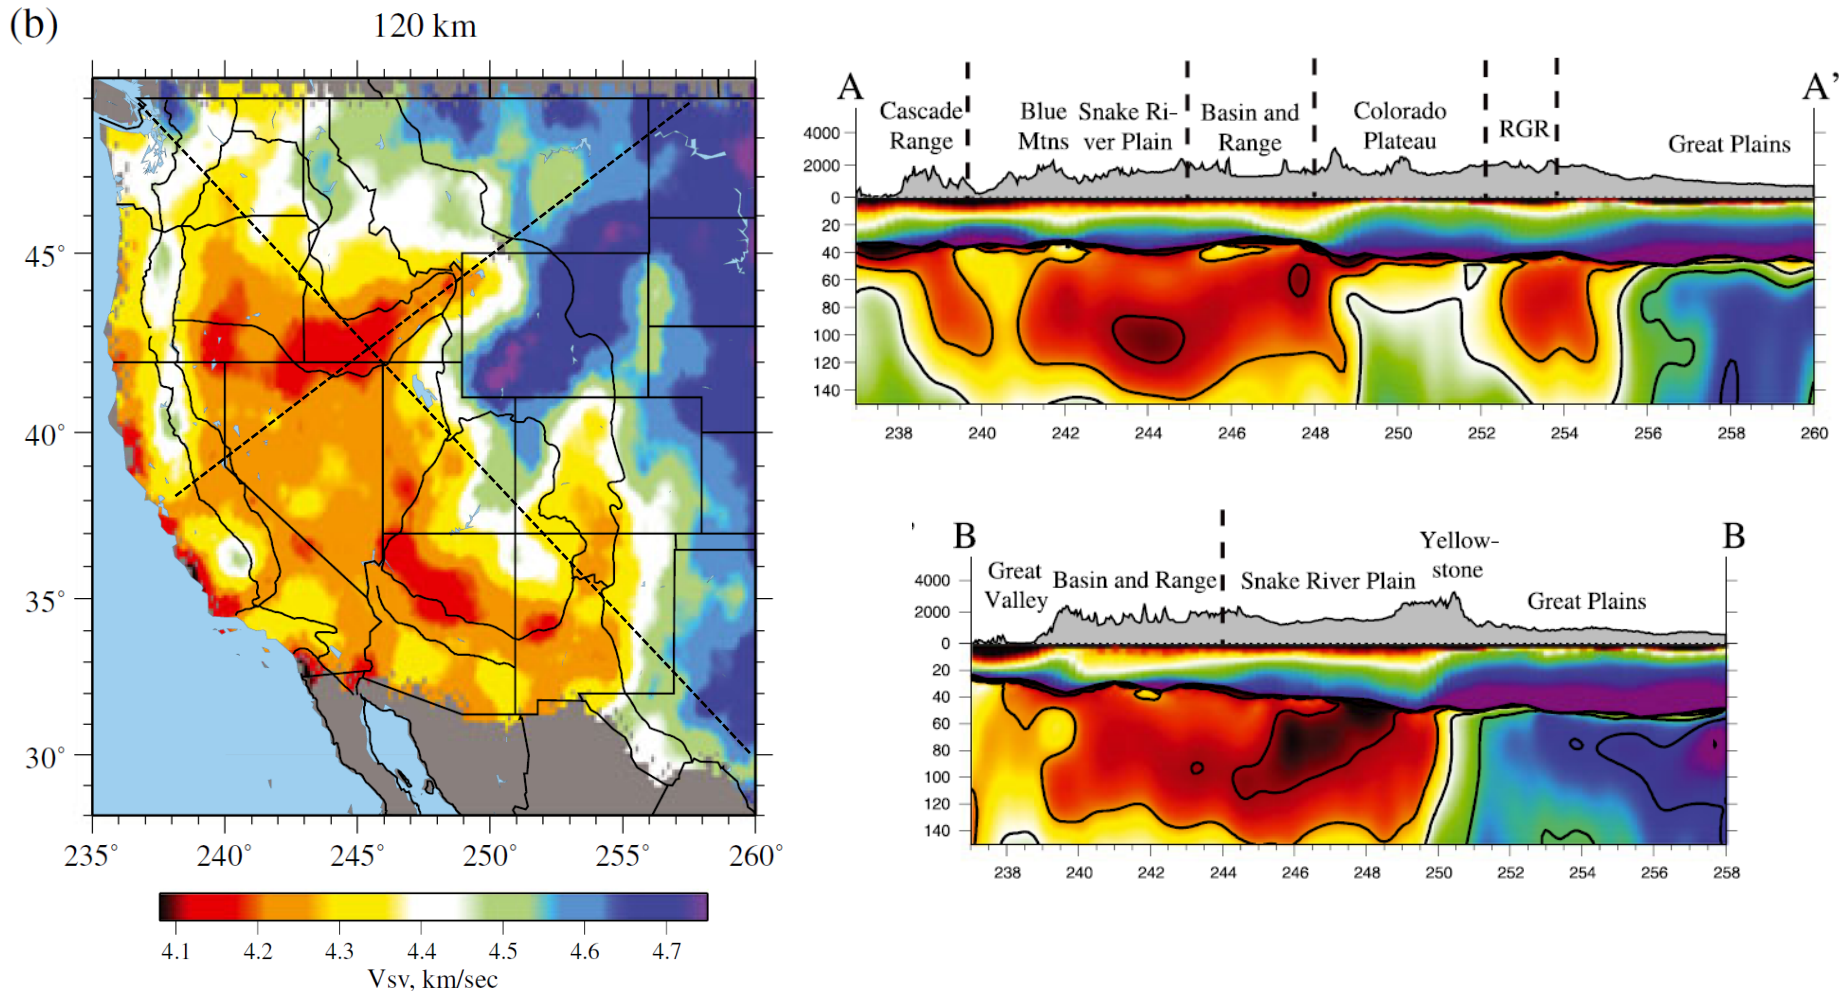 (b)
120 km
45°
40°
35°
30°
235°
240°
245°
250°
255°
260°
4.1
4.2
4.3
4.4
4.5
4.6
4.7
Vsv, km/sec
A
A’
Cascade
Range
Blue
Mtns
Snake Ri-
ver Plain
Basin and
Range
Colorado
Plateau
RGR
Great Plains
4000
2000
0
20
40
60
80
100
120
140
238
240
242
244
246
248
250
252
254
256
258
260
’
B
B
Great
Valley
Basin and Range
Snake River Plain
Yellow-
stone
Great Plains
4000
2000
0
20
40
60
80
100
120
140
238
240
242
244
246
248
250
252
254
256
258